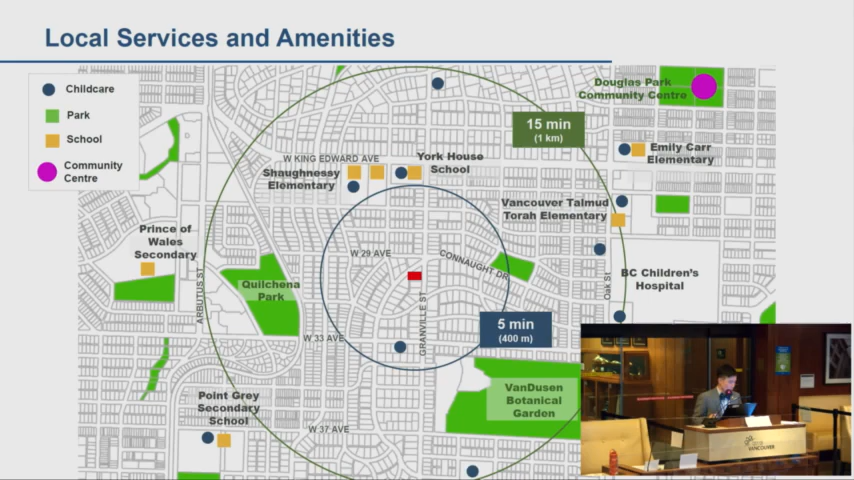 Local Services and Amenities
Childcare
Park
School
Community
Centre
Douglas Park
Community Centre
15 min
(1 km)
W KING EDWARD AVE
York House
School
Shaughnessy
Elementary
Emily Carr
Elementary
Vancouver Talmud
Torah Elementary
Prince of
Wales
Secondary
W 29 AVE
CONNAUGHT DR
BC Children's
Hospital
Oak St
Quilchena
Park
ARBUTUS ST
GRANVILLE ST
5 min
(400 m)
W 33 AVE
VanDusen
Botanical
Garden
Point Grey
Secondary
School
W 37 AVE
CITY OF
VANCOUVER